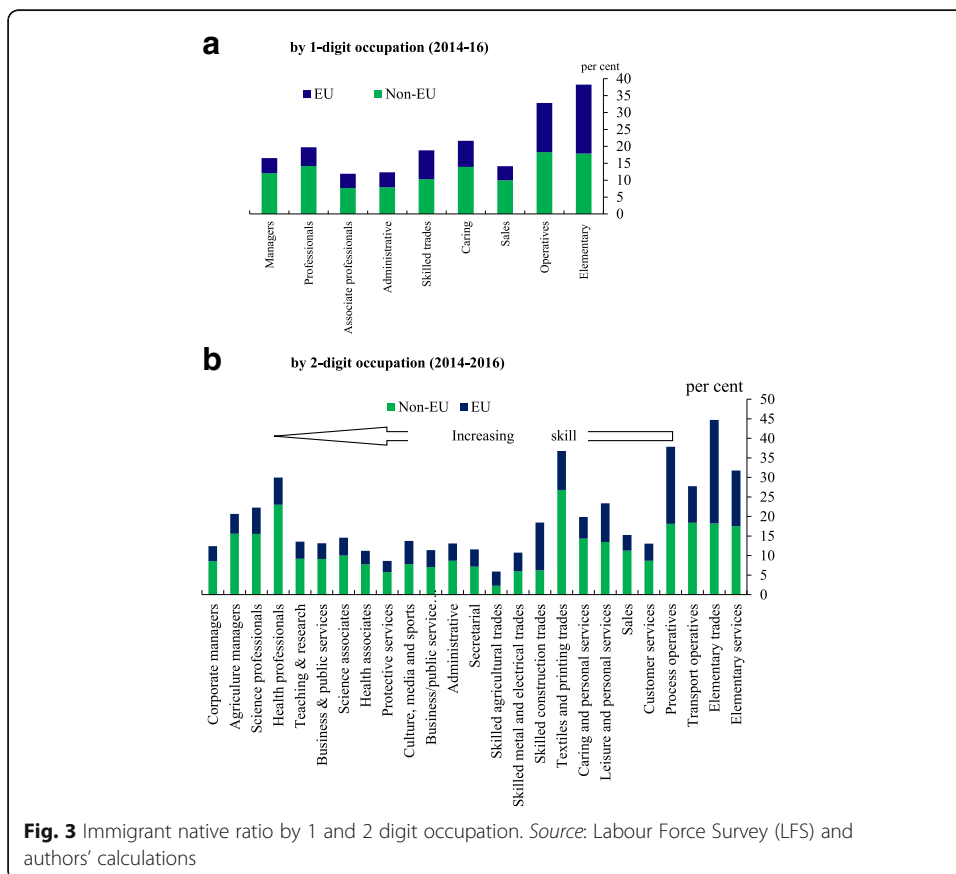 a
by 1-digit occupation (2014-16)
per cent
EU
Non-EU
40
35
30
25
20
15
10
5
0
Managers
Professionals
Associate professionals
Administrative
Skilled trades
Caring
Sales
Operatives
Elementary
b
by 2-digit occupation (2014-2016)
per cent
Non-EU
EU
Increasing skill
50
45
40
35
30
25
20
15
10
5
0
Corporate managers
Agriculture managers
Science professionals
Health professionals
Teaching & research
Business & public services
Science associates
Health associates
Protective services
Culture, media and sports
Business/public service…
Administrative
Secretarial
Skilled agricultural trades
Skilled metal and electrical trades
Skilled construction trades
Textiles and printing trades
Caring and personal services
Leisure and personal services
Sales
Customer services
Process operatives
Transport operatives
Elementary trades
Elementary services
Fig. 3 Immigrant native ratio by 1 and 2 digit occupation. Source: Labour Force Survey (LFS) and
authors' calculations